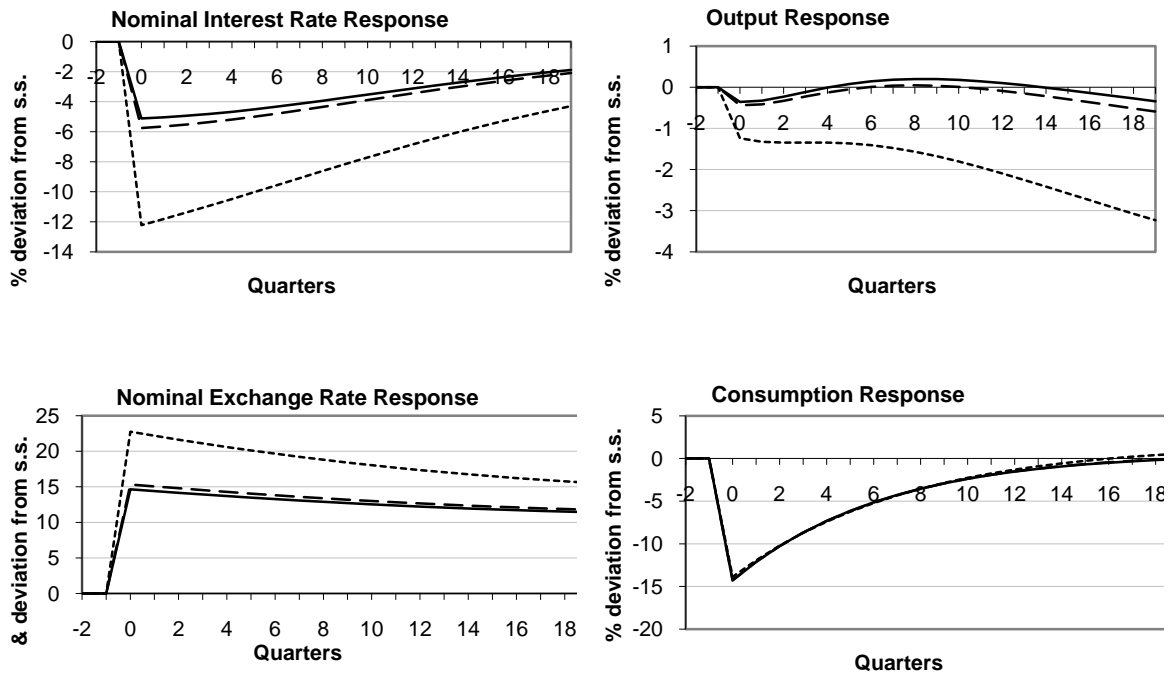 Nominal Interest Rate Response
% deviation from s.s.
0
-2
-4
-6
-8
-10
-12
-14
-2 0 2 4 6 8 10 12 14 16 18
Quarters
Output Response
% deviation from s.s.
1
0
-1
-2
-3
-4
-2 0 2 4 6 8 10 12 14 16 18
Quarters
Nominal Exchange Rate Response
& deviation from s.s.
25
20
15
10
5
0
-2 0 2 4 6 8 10 12 14 16 18
Quarters
Consumption Response
% deviation from s.s.
5
0
-5
-10
-15
-20
-2 0 2 4 6 8 10 12 14 16 18
Quarters